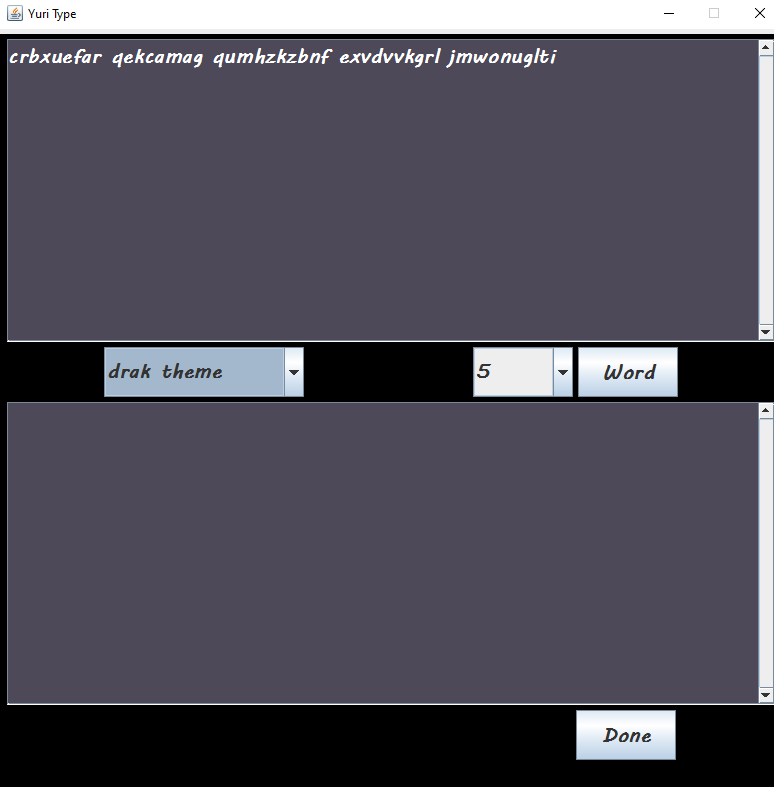 Yuri Type
crbxuefar qekcamag qumhzkzbnf exvdvvkgrl jmwonuglti
drak theme
5
Word
Done